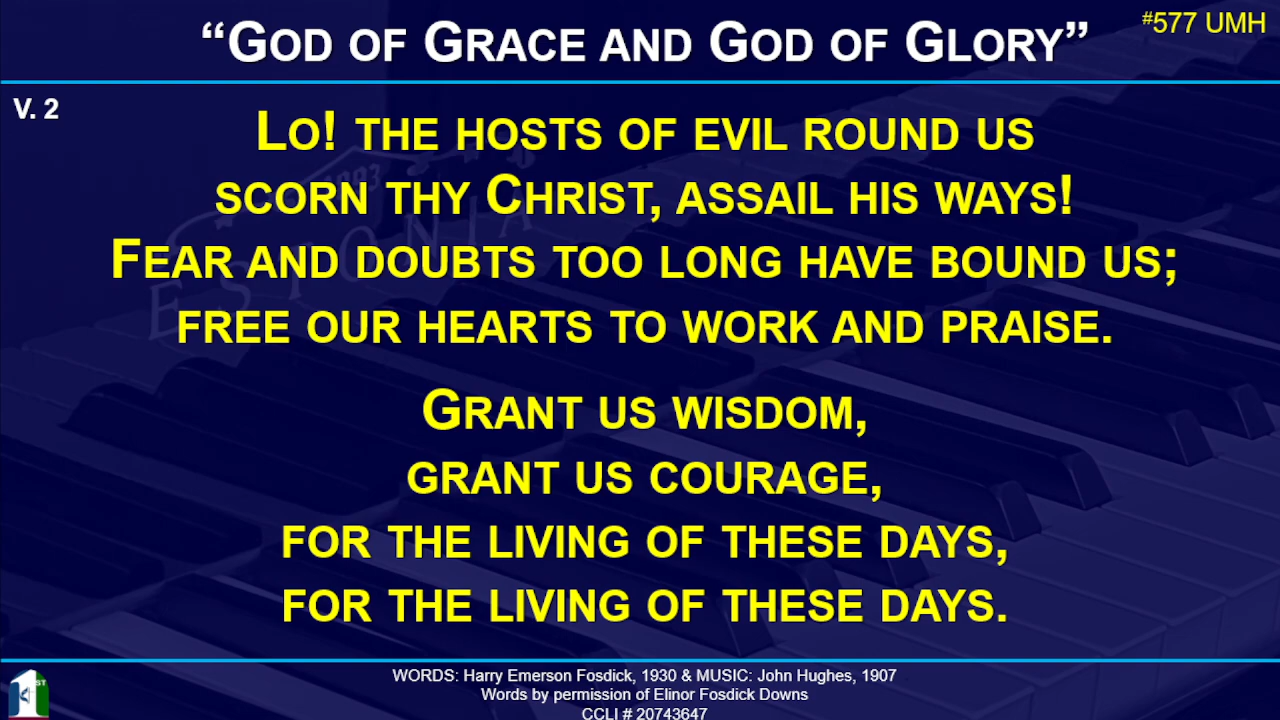 “God of Grace and God of Glory”
#577 UMH
V. 2
Lo! the hosts of evil round us
scorn thy Christ, assail his ways!
Fear and doubts too long have bound us;
free our hearts to work and praise.
Grant us wisdom,
grant us courage,
for the living of these days,
for the living of these days.
WORDS: Harry Emerson Fosdick, 1930 & MUSIC: John Hughes, 1907
Words by permission of Elinor Fosdick Downs
CCLI # 20743647
1ST
1893
ESTONIA